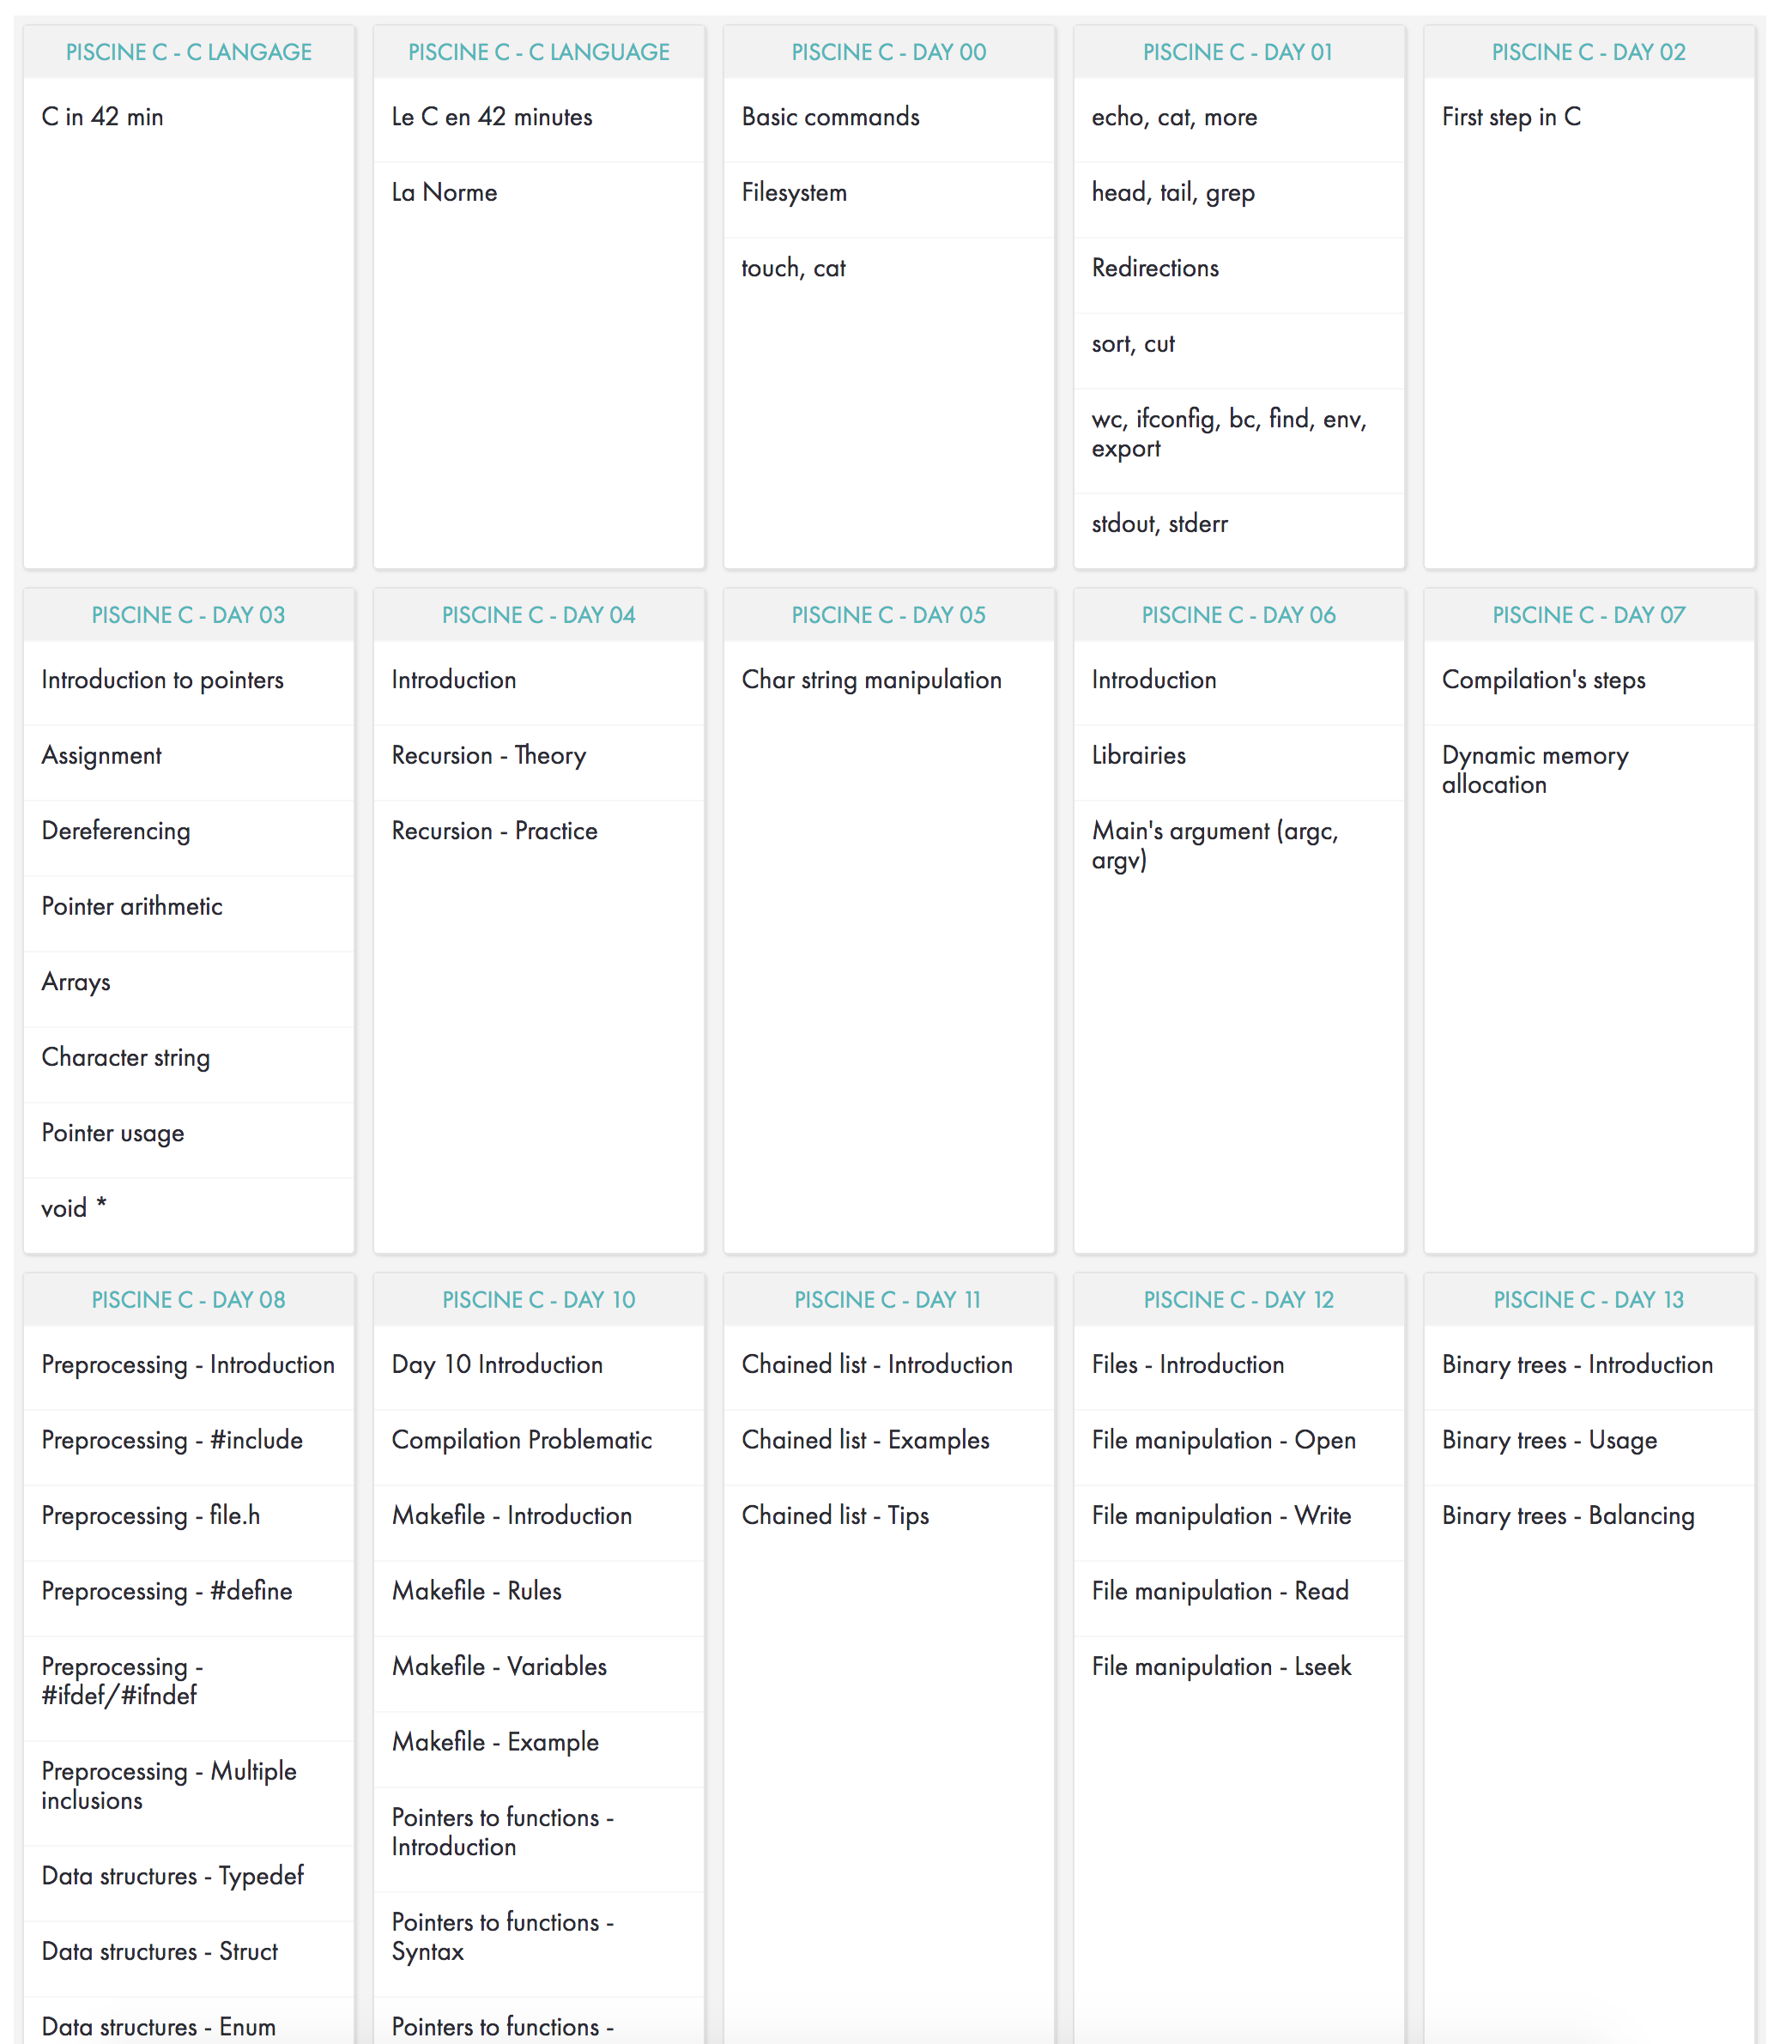 PISCINE C - C LANGAGE
C in 42 min
PISCINE C - C LANGUAGE
Le C en 42 minutes
La Norme
PISCINE C - DAY 00
Basic commands
Filesystem
touch, cat
PISCINE C - DAY 01
echo, cat, more
head, tail, grep
Redirections
sort, cut
wc, ifconfig, bc, find, env,
export
stdout, stderr
PISCINE C - DAY 02
First step in C
PISCINE C - DAY 03
Introduction to pointers
Assignment
Dereferencing
Pointer arithmetic
Arrays
Character string
Pointer usage
void *
PISCINE C - DAY 04
Introduction
Recursion - Theory
Recursion - Practice
PISCINE C - DAY 05
Char string manipulation
PISCINE C - DAY 06
Introduction
Librairies
Main's argument (argc,
argv)
PISCINE C - DAY 07
Compilation's steps
Dynamic memory
allocation
PISCINE C - DAY 08
Preprocessing - Introduction
Preprocessing - #include
Preprocessing - file.h
Preprocessing - #define
Preprocessing -
#ifdef/#ifndef
Preprocessing - Multiple
inclusions
Data structures - Typedef
Data structures - Struct
Data structures - Enum
PISCINE C - DAY 10
Day 10 Introduction
Compilation Problematic
Makefile - Introduction
Makefile - Rules
Makefile - Variables
Makefile - Example
Pointers to functions -
Introduction
Pointers to functions -
Syntax
Pointers to functions -
PISCINE C - DAY 11
Chained list - Introduction
Chained list - Examples
Chained list - Tips
PISCINE C - DAY 12
Files - Introduction
File manipulation - Open
File manipulation - Write
File manipulation - Read
File manipulation - Lseek
PISCINE C - DAY 13
Binary trees - Introduction
Binary trees - Usage
Binary trees - Balancing